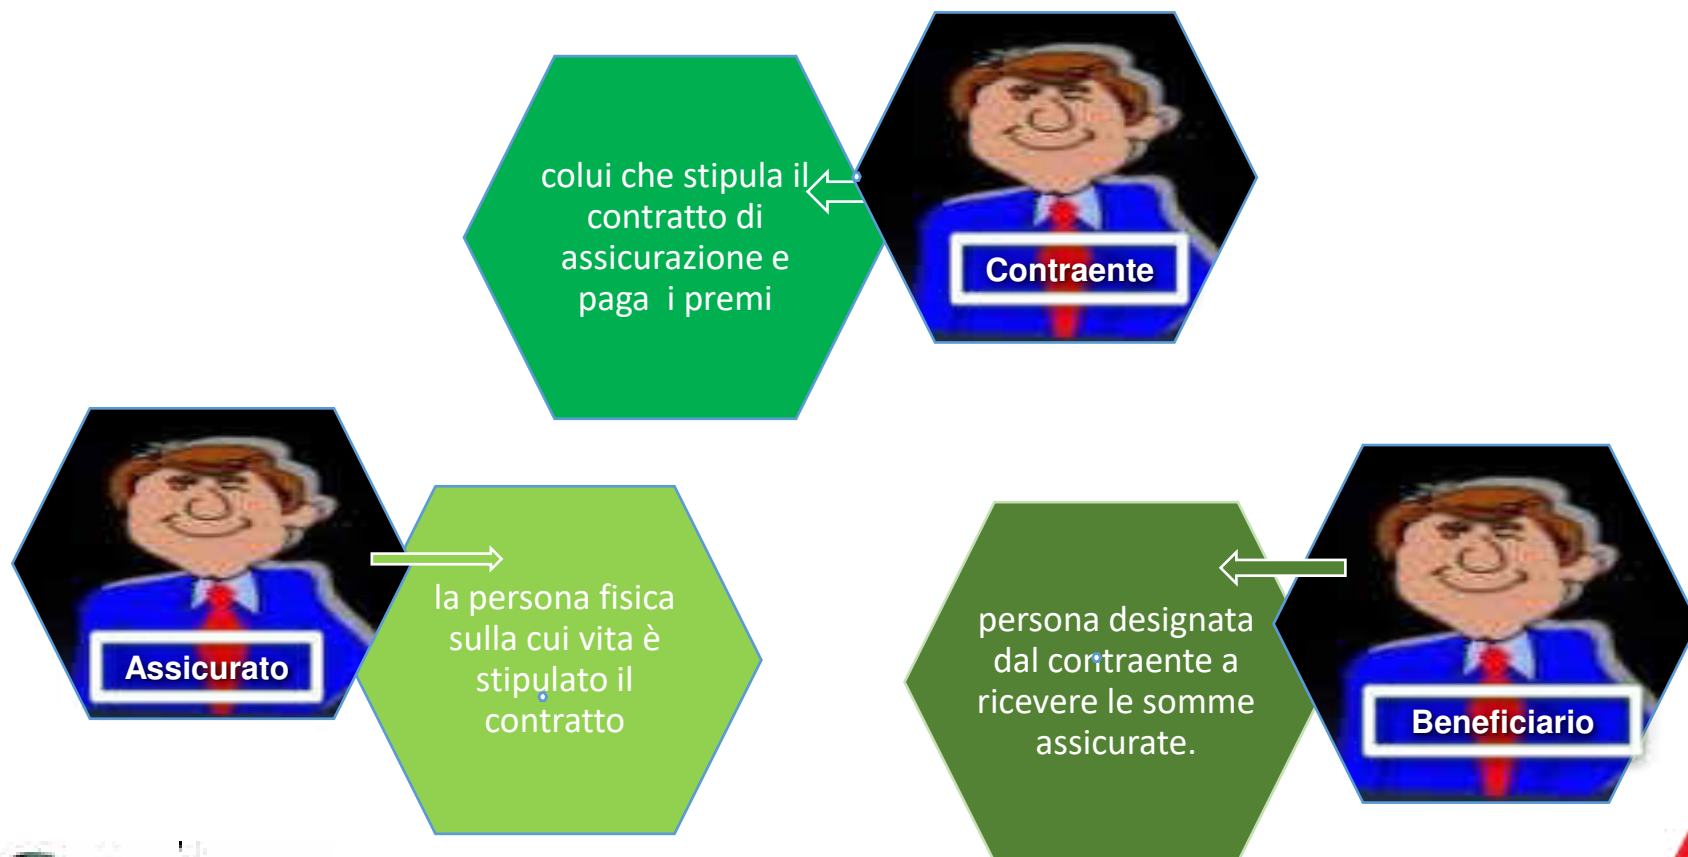 colui che stipula il
contratto di
assicurazione e
paga i premi
Contraente
Assicurato
la persona fisica
sulla cui vita è
stipulato il
contratto
persona designata
dal contraente a
ricevere le somme
assicurate.
Beneficiario